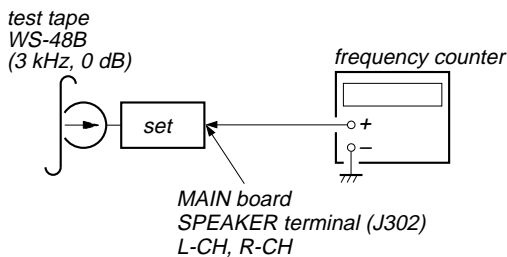 test tape
WS-48B
(3 kHz, 0 dB)
frequency counter
set
+
–
MAIN board
SPEAKER terminal (J302)
L-CH, R-CH